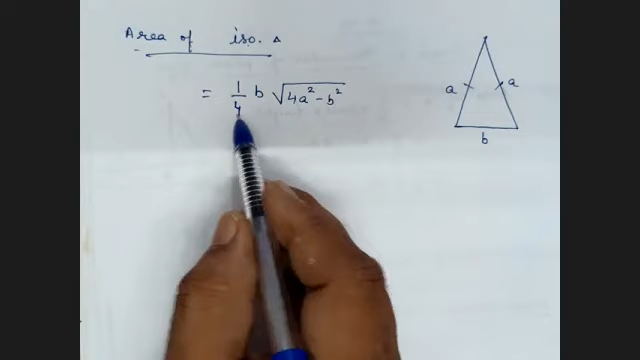 Area of iso. △
= 1/4 b √(4a² - b²)
a a
b